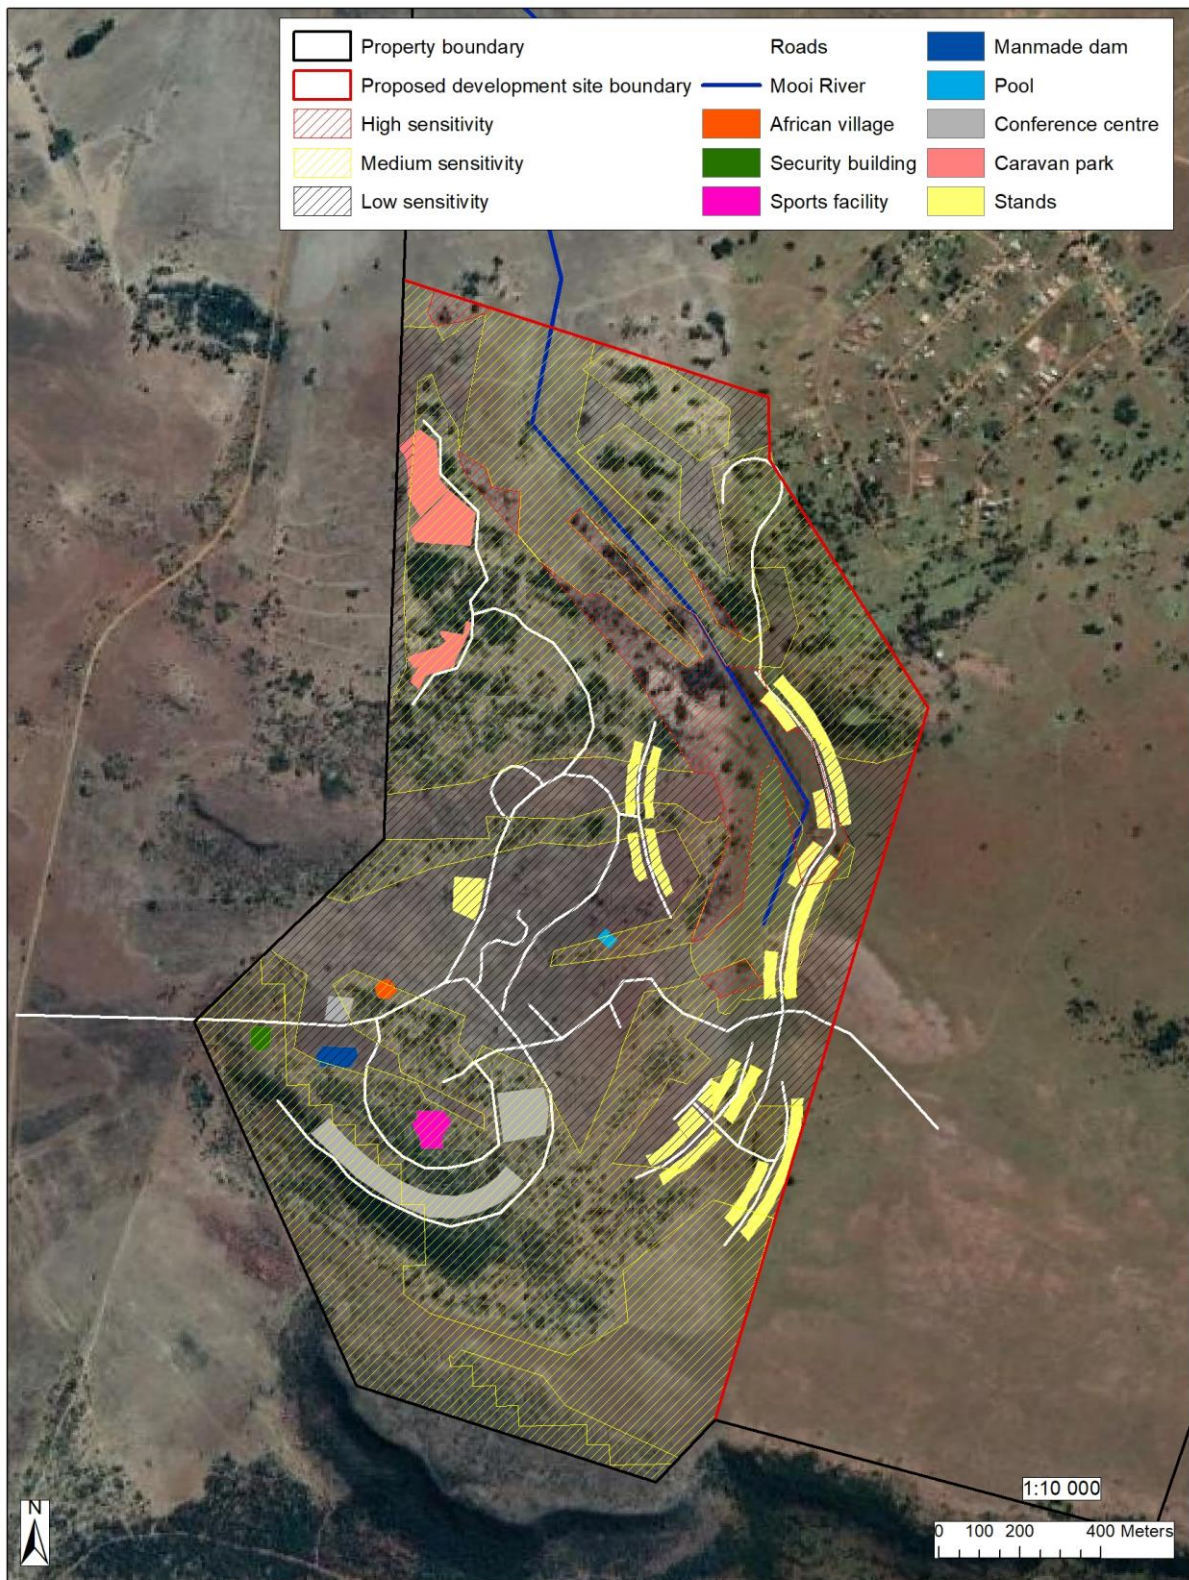 Property boundary
Proposed development site boundary
High sensitivity
Medium sensitivity
Low sensitivity
Roads
Mooi River
African village
Security building
Sports facility
Manmade dam
Pool
Conference centre
Caravan park
Stands
1:10 000
N
0 100 200 400 Meters